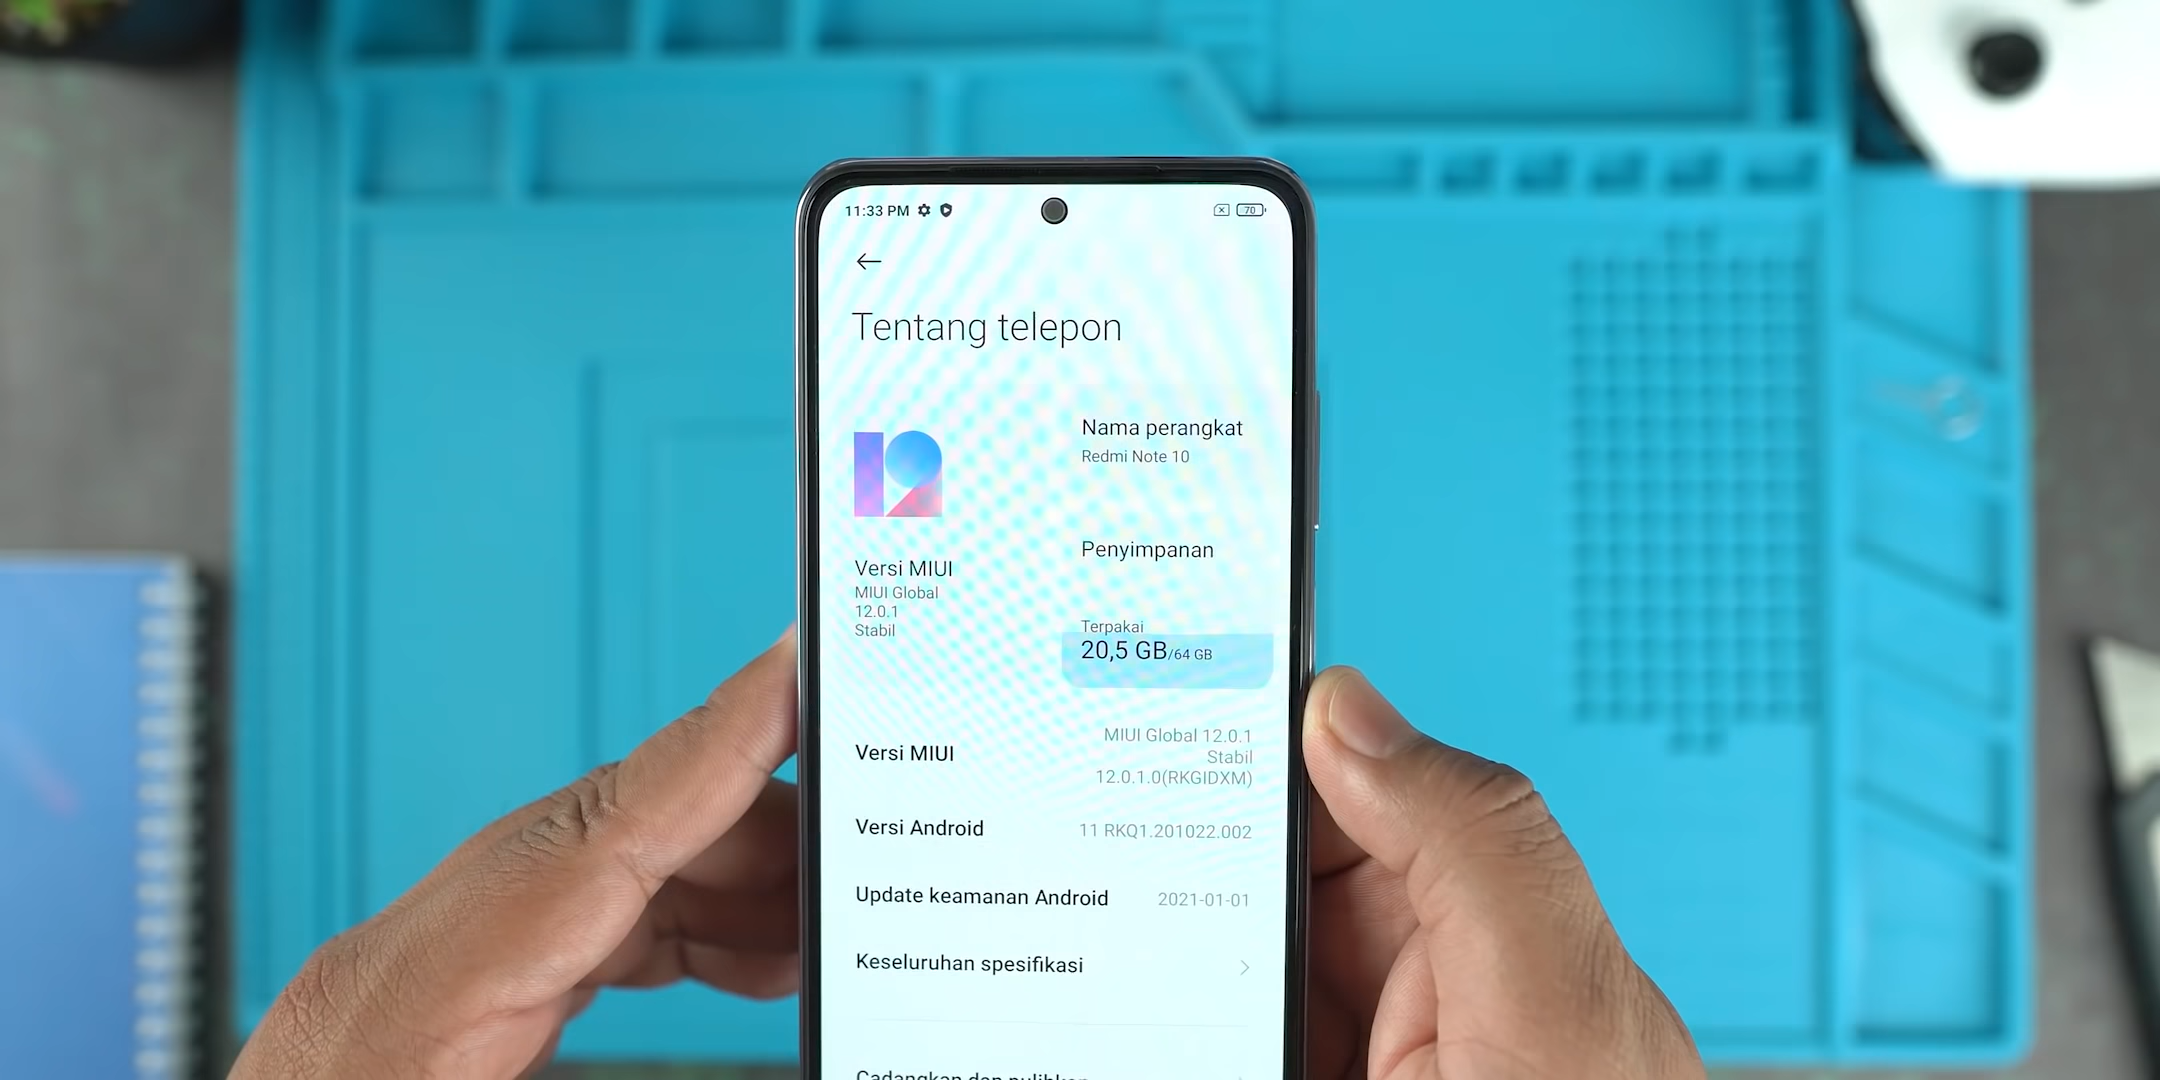 11:33 PM
70
Tentang telepon
12
Versi MIUI
MIUI Global
12.0.1
Stabil
Nama perangkat
Redmi Note 10
Penyimpanan
Terpakai
20,5 GB/64 GB
Versi MIUI
MIUI Global 12.0.1
Stabil
12.0.1.0(RKGIDXM)
Versi Android
11 RKQ1.201022.002
Update keamanan Android
2021-01-01
Keseluruhan spesifikasi
Cadangkan dan pulihkan